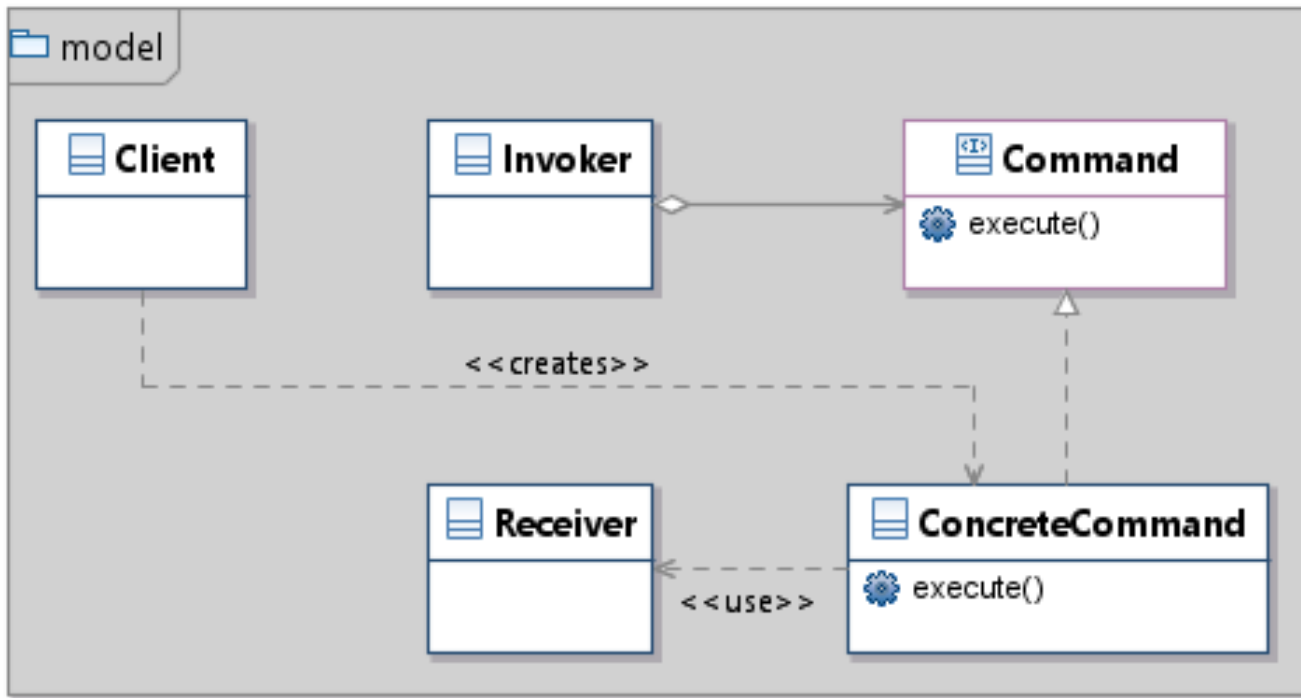 model
Client
Invoker
<I>
Command
execute()
<<creates>>
Receiver
ConcreteCommand
execute()
<<use>>